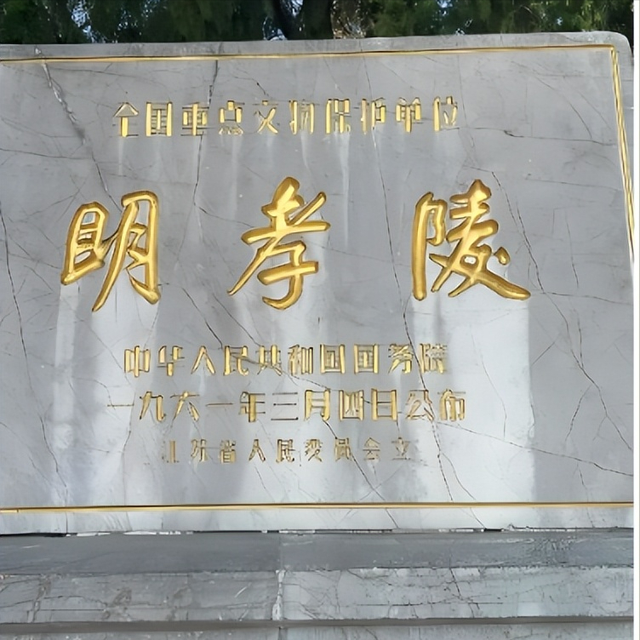 全国重点文物保护单位
明孝陵
中华人民共和国国务院
一九六一年三月四日公布
江苏省人民委员会立